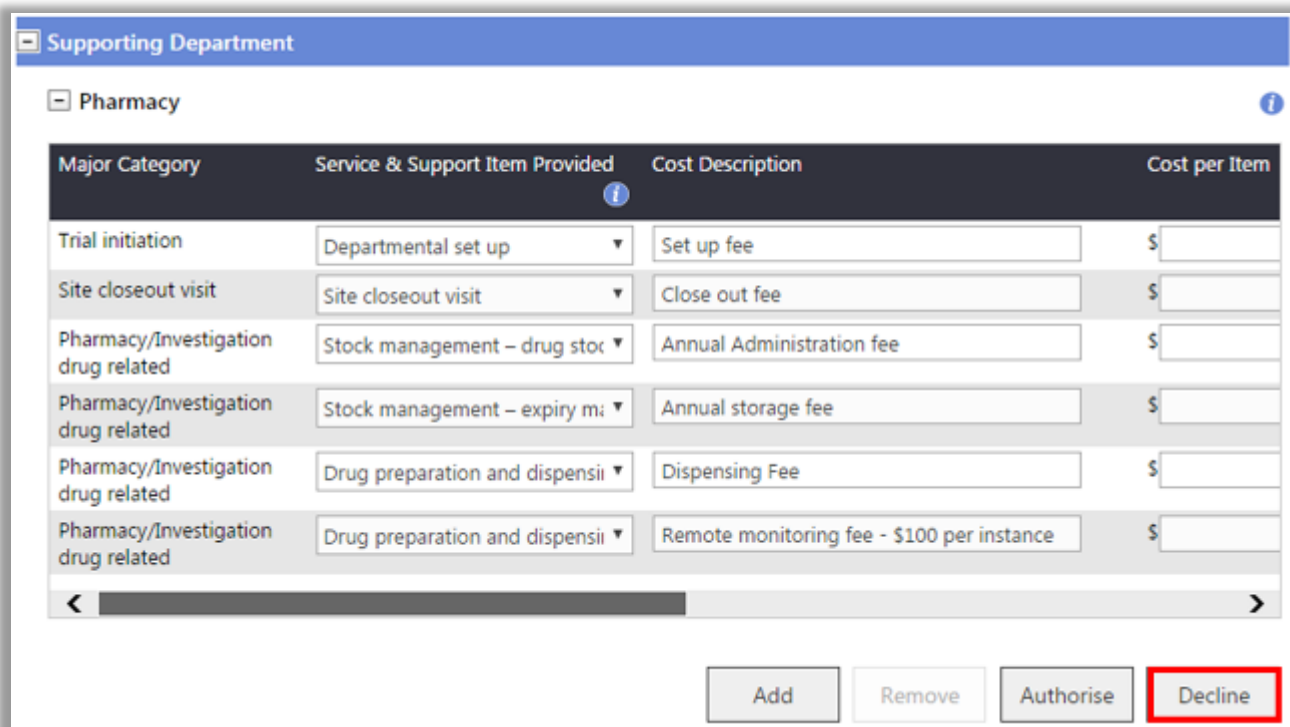 Supporting Department
Pharmacy
Major Category Service & Support Item Provided Cost Description Cost per Item
Trial initiation Departmental set up Set up fee $
Site closeout visit Site closeout visit Close out fee $
Pharmacy/Investigation drug related Stock management – drug stoc Annual Administration fee $
Pharmacy/Investigation drug related Stock management – expiry ma Annual storage fee $
Pharmacy/Investigation drug related Drug preparation and dispensi Dispensing Fee $
Pharmacy/Investigation drug related Drug preparation and dispensi Remote monitoring fee - $100 per instance $
Add Remove Authorise Decline